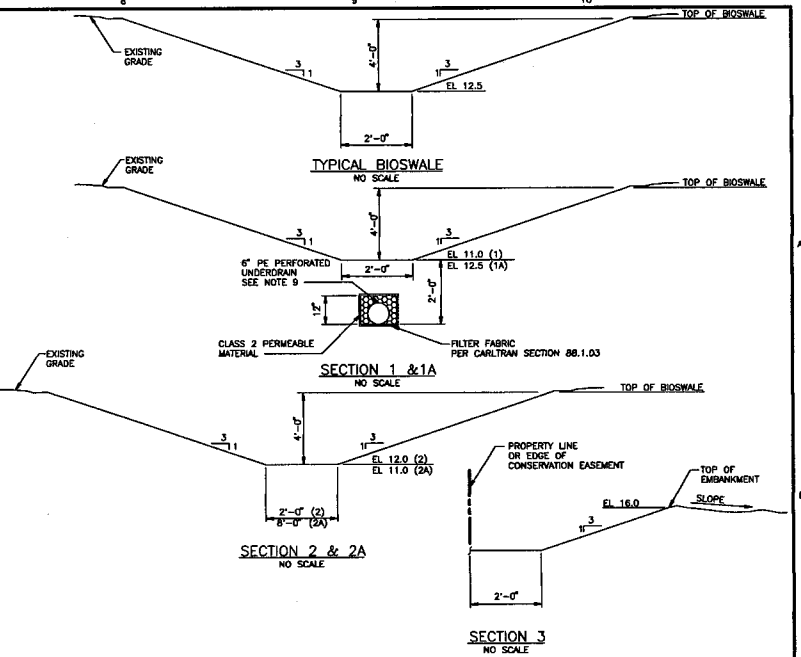 8
9
10
TOP OF BIOSWALE
EXISTING
GRADE
4'-0"
3
1
3
1
EL 12.5
2'-0"
TYPICAL BIOSWALE
NO SCALE
EXISTING
GRADE
TOP OF BIOSWALE
4'-0"
3
1
3
1
EL 11.0 (1)
EL 12.5 (1A)
6" PE PERFORATED
UNDERDRAIN
SEE NOTE 9
2'-0"
2'-0"
12"
CLASS 2 PERMEABLE
MATERIAL
FILTER FABRIC
PER CARLTRAN SECTION 88.1.03
SECTION 1 &1A
NO SCALE
EXISTING
GRADE
TOP OF BIOSWALE
4'-0"
3
1
3
1
EL 12.0 (2)
EL 11.0 (2A)
2'-0" (2)
8'-0" (2A)
SECTION 2 & 2A
NO SCALE
PROPERTY LINE
OR EDGE OF
CONSERVATION EASEMENT
TOP OF
EMBANKMENT
EL 16.0
SLOPE
3
1
2'-0"
SECTION 3
NO SCALE